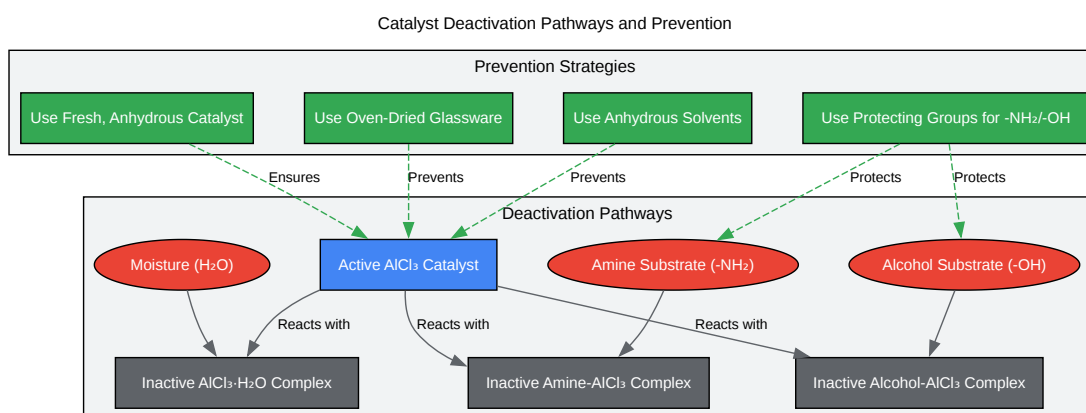 Catalyst Deactivation Pathways and Prevention
Prevention Strategies
Use Fresh, Anhydrous Catalyst
Use Oven-Dried Glassware
Use Anhydrous Solvents
Use Protecting Groups for -NH₂/-OH
Ensures
Prevents
Prevents
Protects
Protects
Deactivation Pathways
Moisture (H₂O)
Active AlCl₃ Catalyst
Amine Substrate (-NH₂)
Alcohol Substrate (-OH)
Reacts with
Reacts with
Reacts with
Inactive AlCl₃·H₂O Complex
Inactive Amine-AlCl₃ Complex
Inactive Alcohol-AlCl₃ Complex